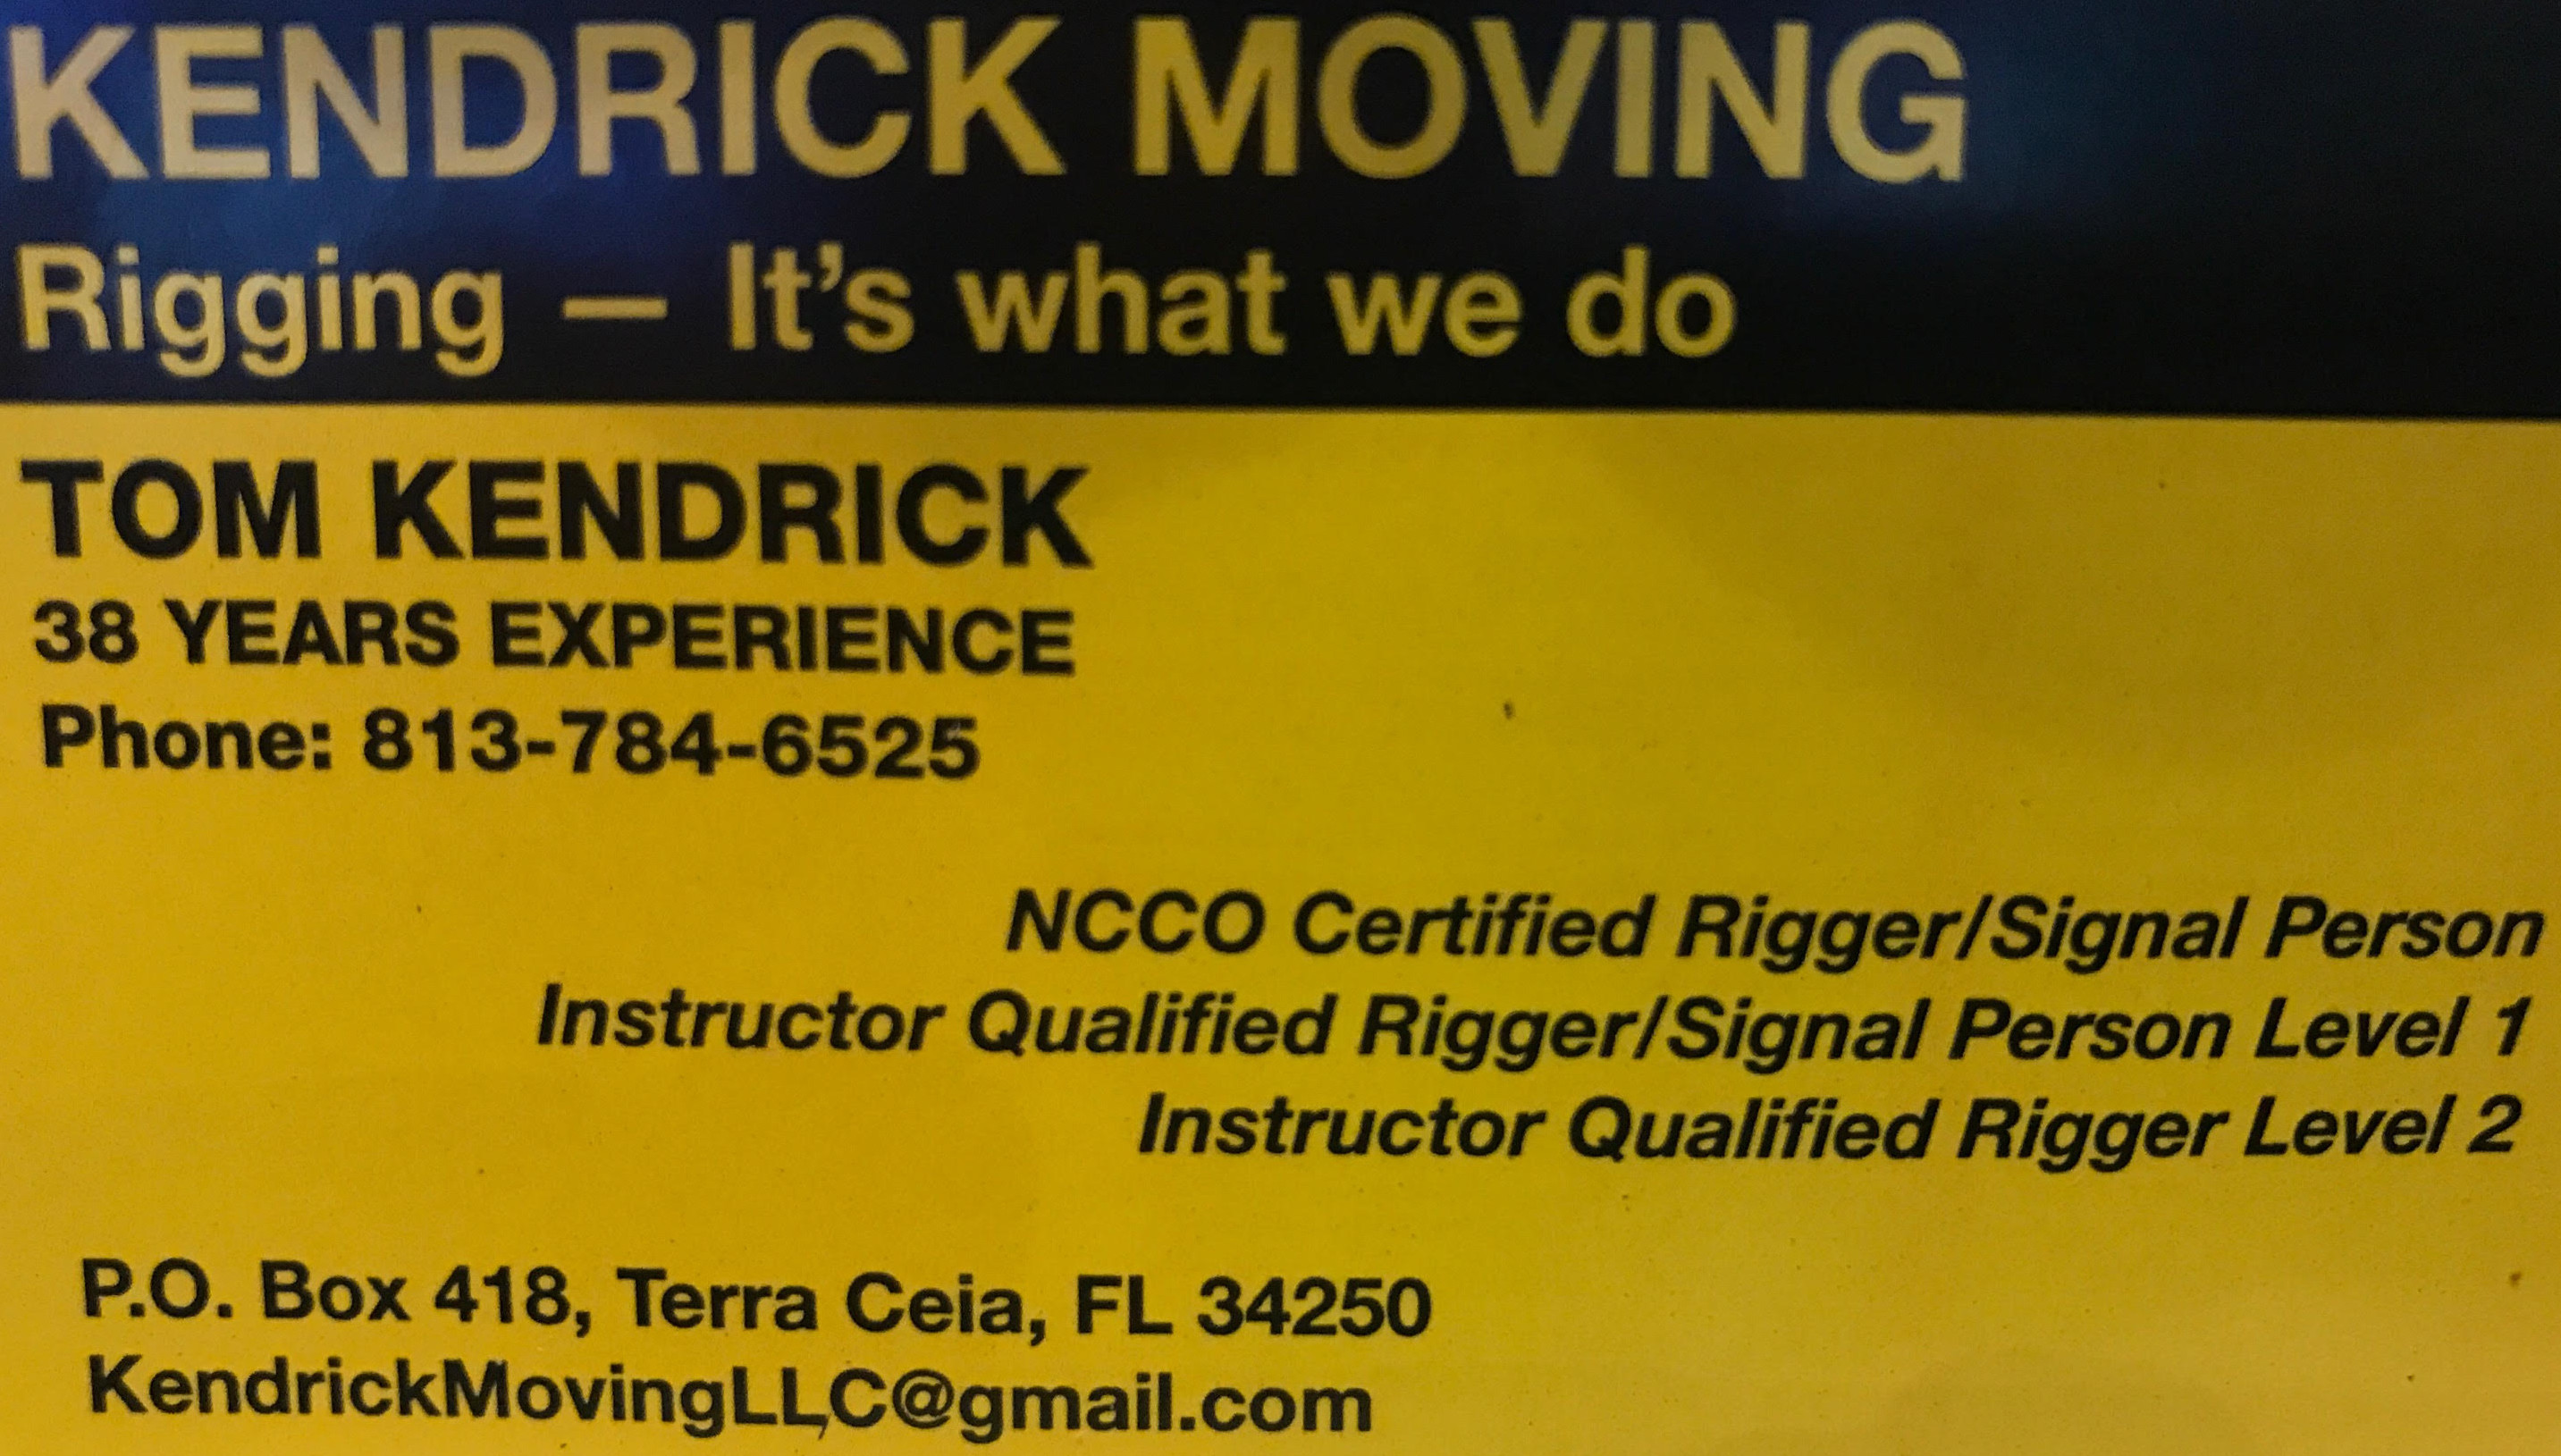 KENDRICK MOVING
Rigging — It's what we do
TOM KENDRICK
38 YEARS EXPERIENCE
Phone: 813-784-6525
NCCO Certified Rigger/Signal Person
Instructor Qualified Rigger/Signal Person Level 1
Instructor Qualified Rigger Level 2
P.O. Box 418, Terra Ceia, FL 34250
KendrickMovingLLC@gmail.com